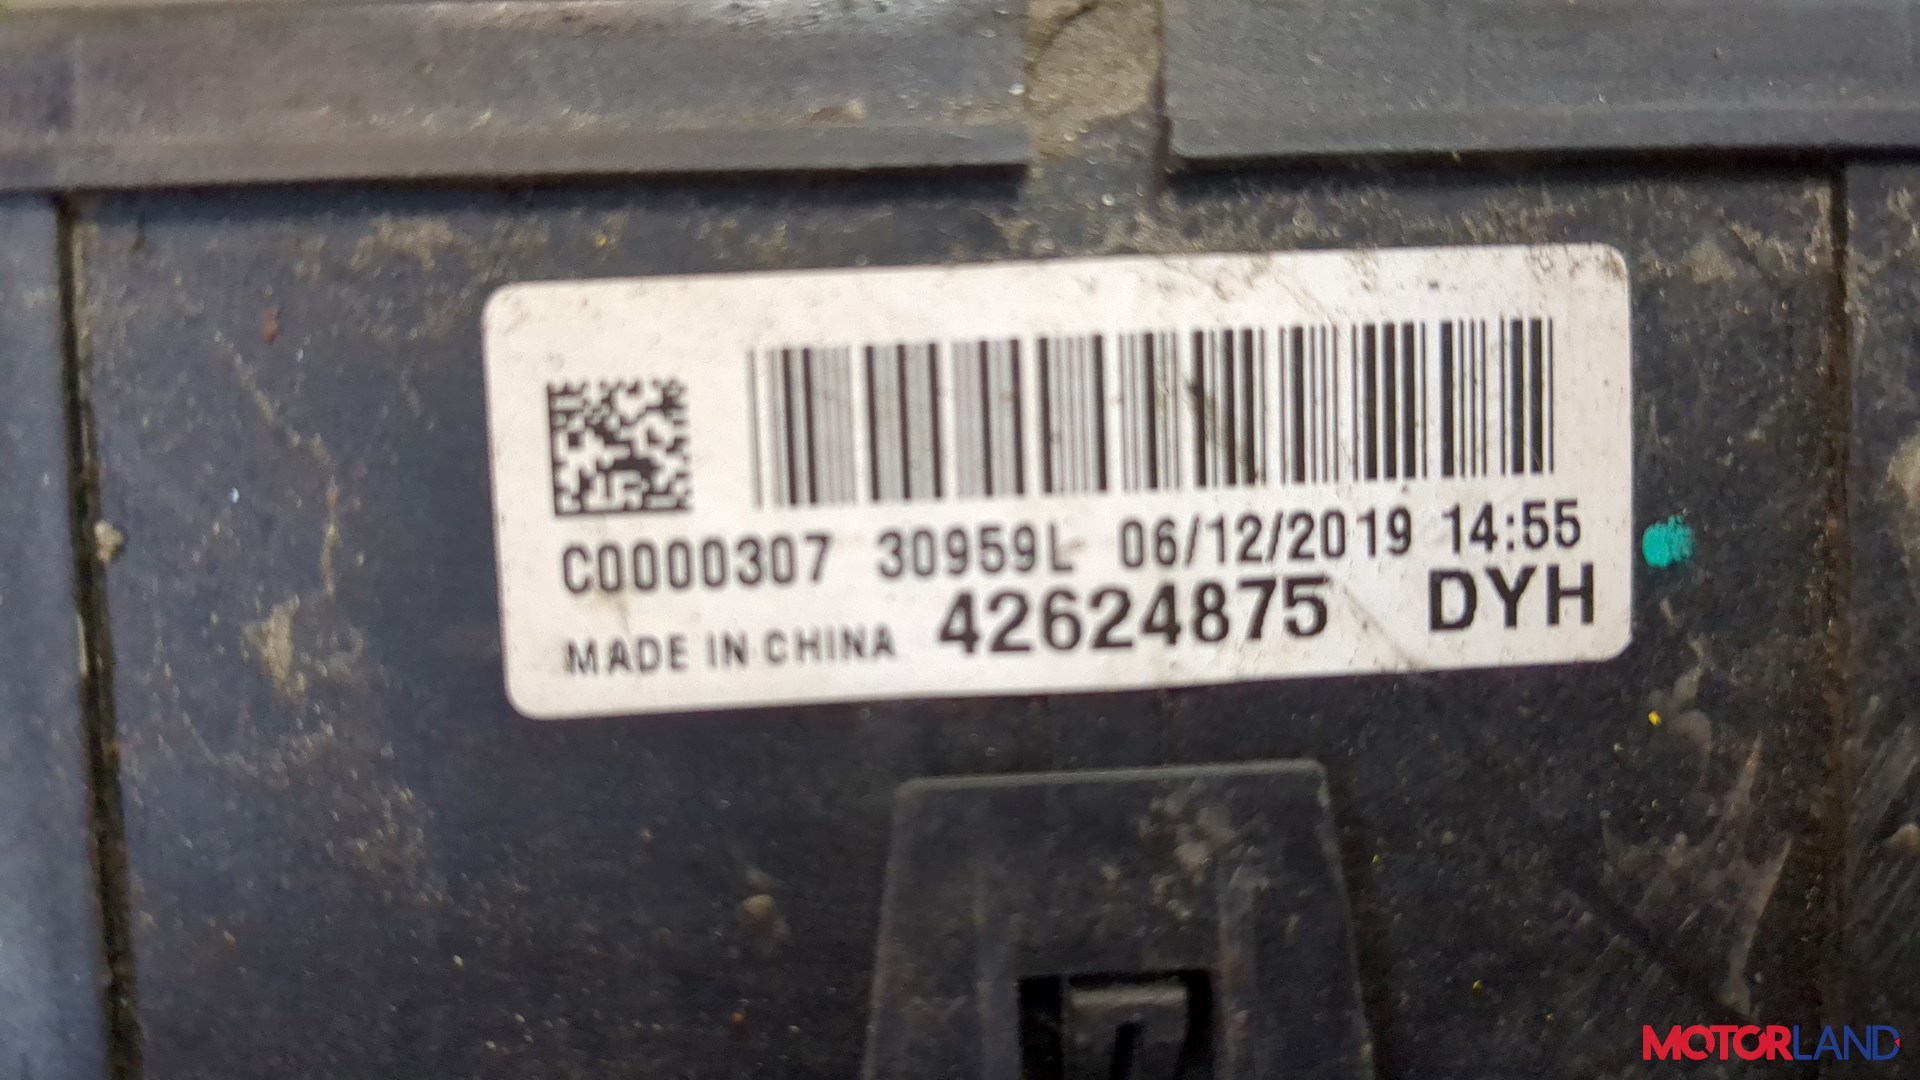 C0000307 30959L 06/12/2019 14:55
MADE IN CHINA 42624875 DYH
MOTORLAND